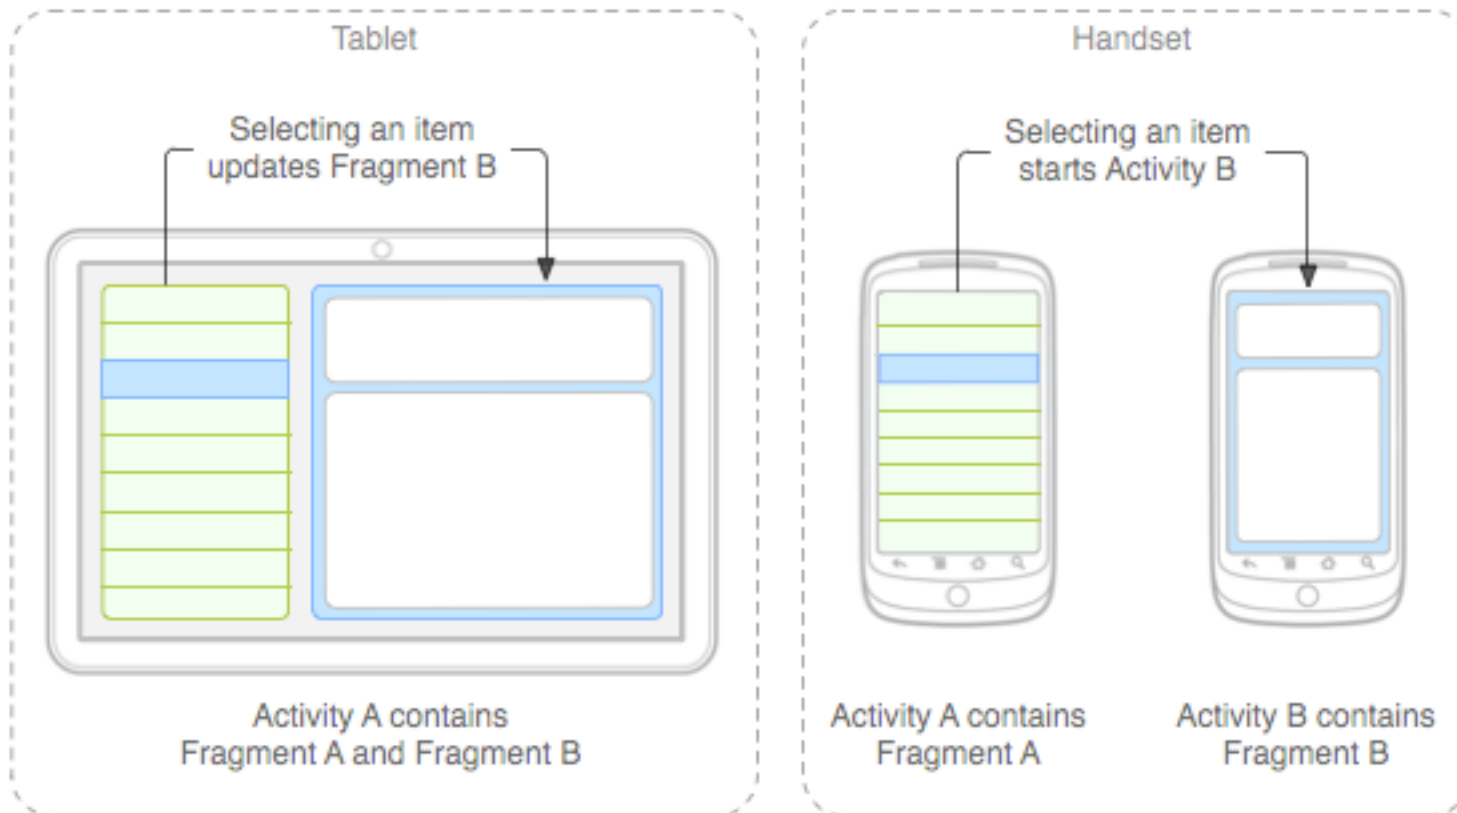 Tablet
Selecting an item
updates Fragment B
Activity A contains
Fragment A and Fragment B
Handset
Selecting an item
starts Activity B
Activity A contains
Fragment A
Activity B contains
Fragment B